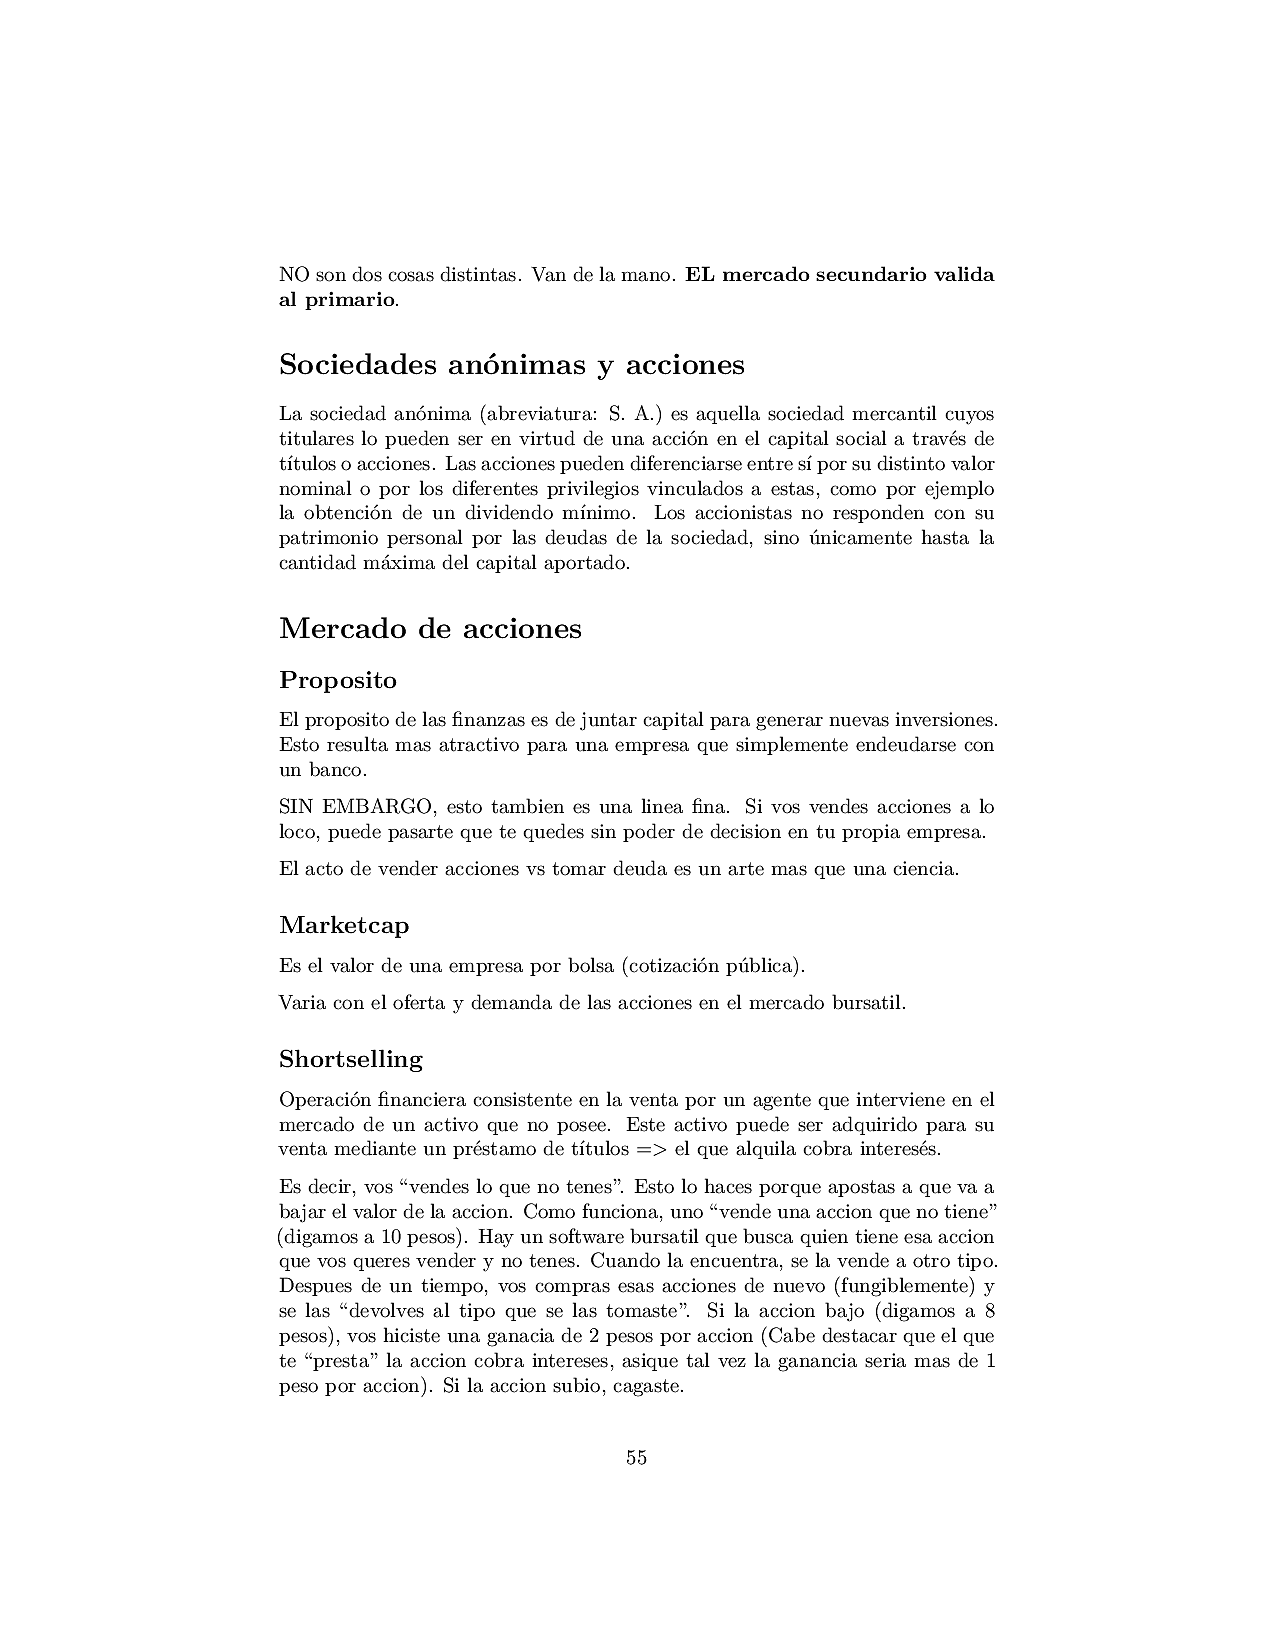 NO son dos cosas distintas. Van de la mano. EL mercado secundario valida
al primario.
Sociedades anónimas y acciones
La sociedad anónima (abreviatura: S. A.) es aquella sociedad mercantil cuyos
titulares lo pueden ser en virtud de una acción en el capital social a través de
títulos o acciones. Las acciones pueden diferenciarse entre sí por su distinto valor
nominal o por los diferentes privilegios vinculados a estas, como por ejemplo
la obtención de un dividendo mínimo. Los accionistas no responden con su
patrimonio personal por las deudas de la sociedad, sino únicamente hasta la
cantidad máxima del capital aportado.
Mercado de acciones
Proposito
El proposito de las finanzas es de juntar capital para generar nuevas inversiones.
Esto resulta mas atractivo para una empresa que simplemente endeudarse con
un banco.
SIN EMBARGO, esto tambien es una linea fina. Si vos vendes acciones a lo
loco, puede pasarte que te quedes sin poder de decision en tu propia empresa.
El acto de vender acciones vs tomar deuda es un arte mas que una ciencia.
Marketcap
Es el valor de una empresa por bolsa (cotización pública).
Varia con el oferta y demanda de las acciones en el mercado bursatil.
Shortselling
Operación financiera consistente en la venta por un agente que interviene en el
mercado de un activo que no posee. Este activo puede ser adquirido para su
venta mediante un préstamo de títulos => el que alquila cobra interesés.
Es decir, vos “vendes lo que no tenes”. Esto lo haces porque apostas a que va a
bajar el valor de la accion. Como funciona, uno “vende una accion que no tiene”
(digamos a 10 pesos). Hay un software bursatil que busca quien tiene esa accion
que vos queres vender y no tenes. Cuando la encuentra, se la vende a otro tipo.
Despues de un tiempo, vos compras esas acciones de nuevo (fungiblemente) y
se las “devolves al tipo que se las tomaste”. Si la accion bajo (digamos a 8
pesos), vos hiciste una ganacia de 2 pesos por accion (Cabe destacar que el que
te “presta” la accion cobra intereses, asique tal vez la ganancia seria mas de 1
peso por accion). Si la accion subio, cagaste.
55